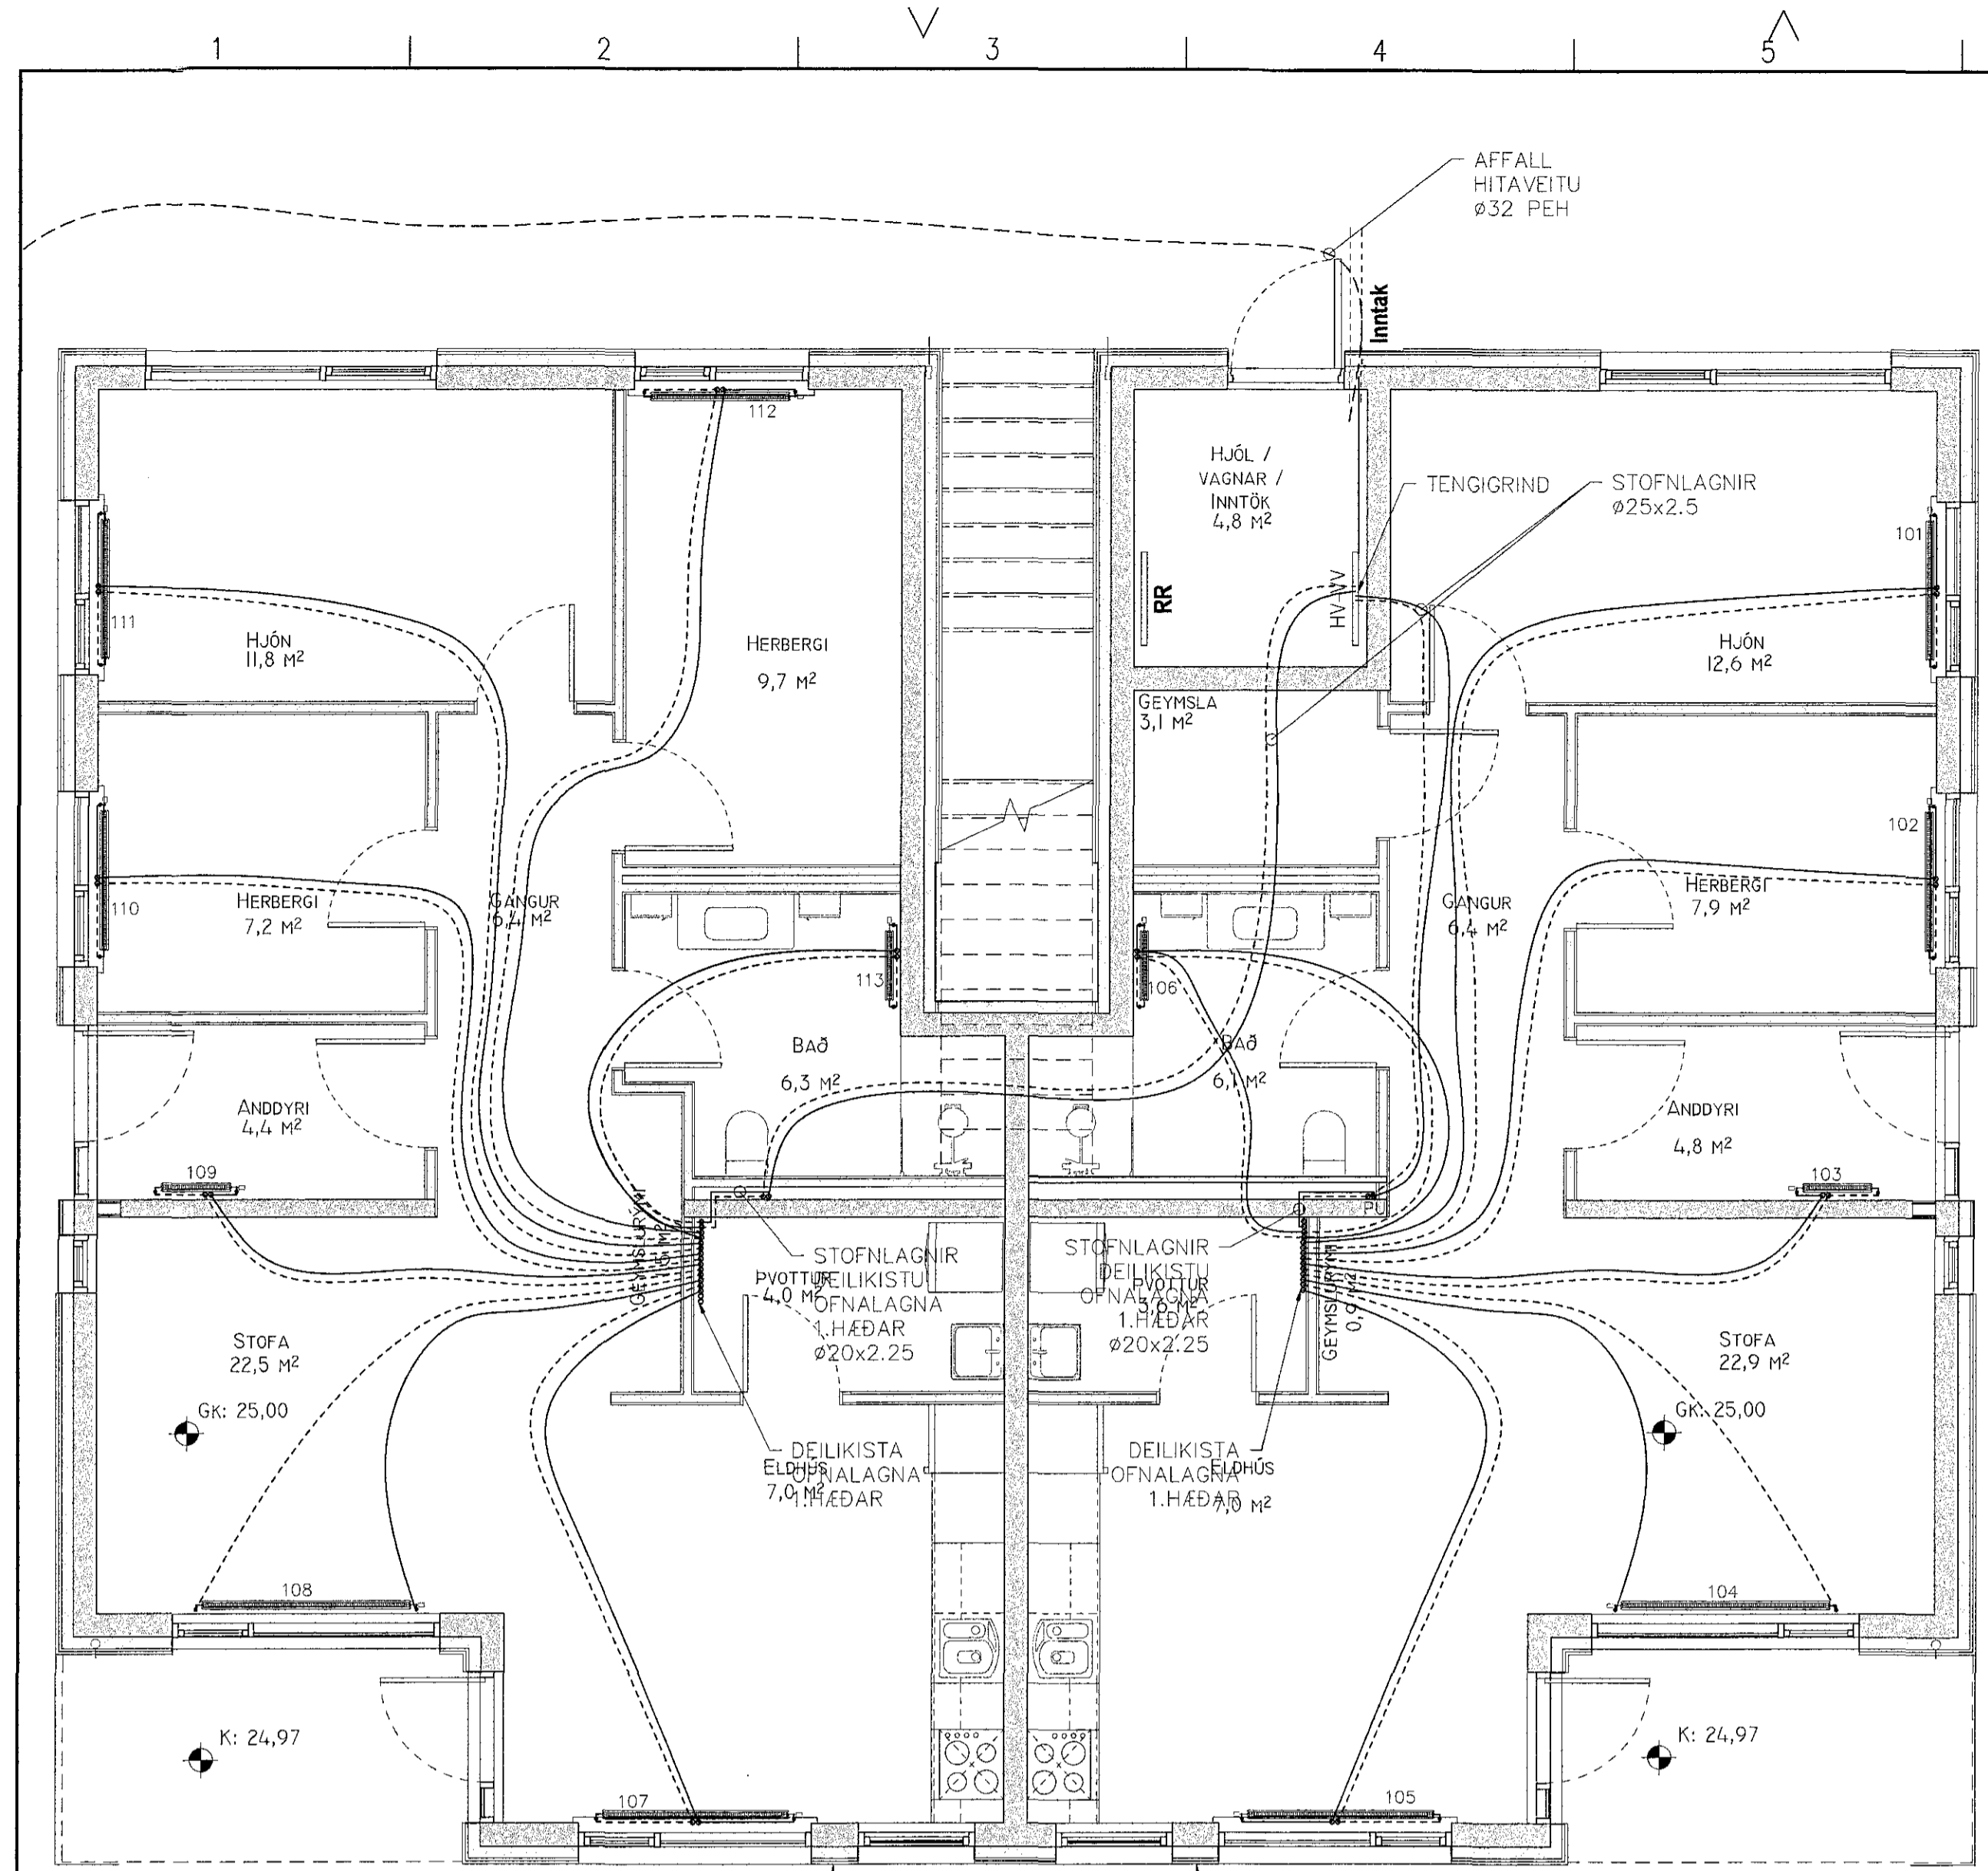 1
2
3
4
5
AFFALL
HITAVEITU
ø32 PEH
Inntak
112
HJÓL /
VAGNAR /
INNTÖK
4,8 M²
TENGIGRIND
STOFNLAGNIR
ø25x2.5
101
RR
HV-VV
111
HJÓN
11,8 M²
HERBERGI
9,7 M²
HJÓN
12,6 M²
GEYMSLA
3,1 M²
102
110
HERBERGI
7,2 M²
GANGUR
6,4 M²
GANGUR
6,4 M²
HERBERGI
7,9 M²
113
106
BAÐ
6,3 M²
BAÐ
6,1 M²
ANDDYRI
4,4 M²
ANDDYRI
4,8 M²
109
103
GEYMSLURÝMI
STOFNLAGNIR
DEILIKISTU
OFNALAGNA
1.HÆÐAR
ø20x2.25
ÞVOTTUR
4,0 M²
STOFNLAGNIR
DEILIKISTU
OFNALAGNA
1.HÆÐAR
ø20x2.25
ÞVOTTUR
3,6 M²
GEYMSLURÝMI
STOFA
22,5 M²
STOFA
22,9 M²
GK: 25,00
GK: 25,00
DEILIKISTA
OFNALAGNA
1.HÆÐAR
ELDHÚS
7,0 M²
DEILIKISTA
OFNALAGNA
1.HÆÐAR
ELDHÚS
7,0 M²
108
104
K: 24,97
K: 24,97
107
105